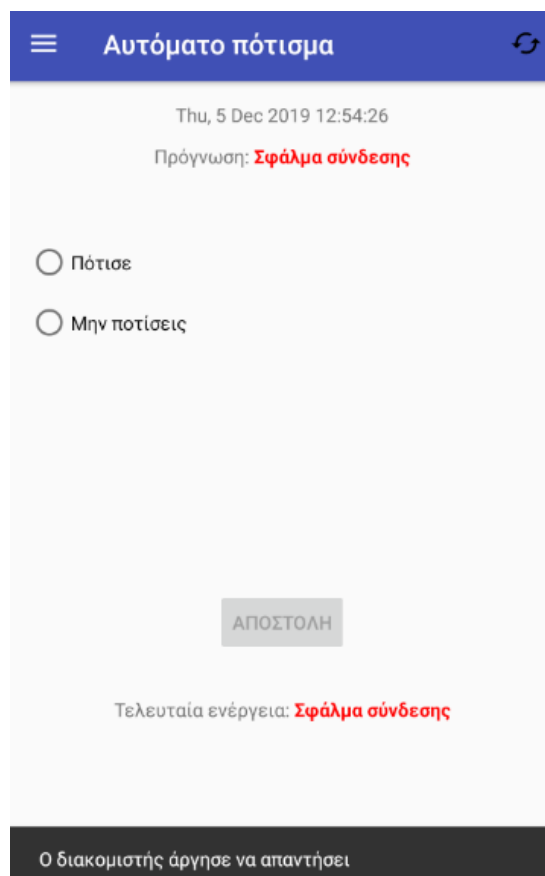 Αυτόματο πότισμα
Thu, 5 Dec 2019 12:54:26
Πρόγνωση: Σφάλμα σύνδεσης
Πότισε
Μην ποτίσεις
ΑΠΟΣΤΟΛΗ
Τελευταία ενέργεια: Σφάλμα σύνδεσης
Ο διακομιστής άργησε να απαντήσει